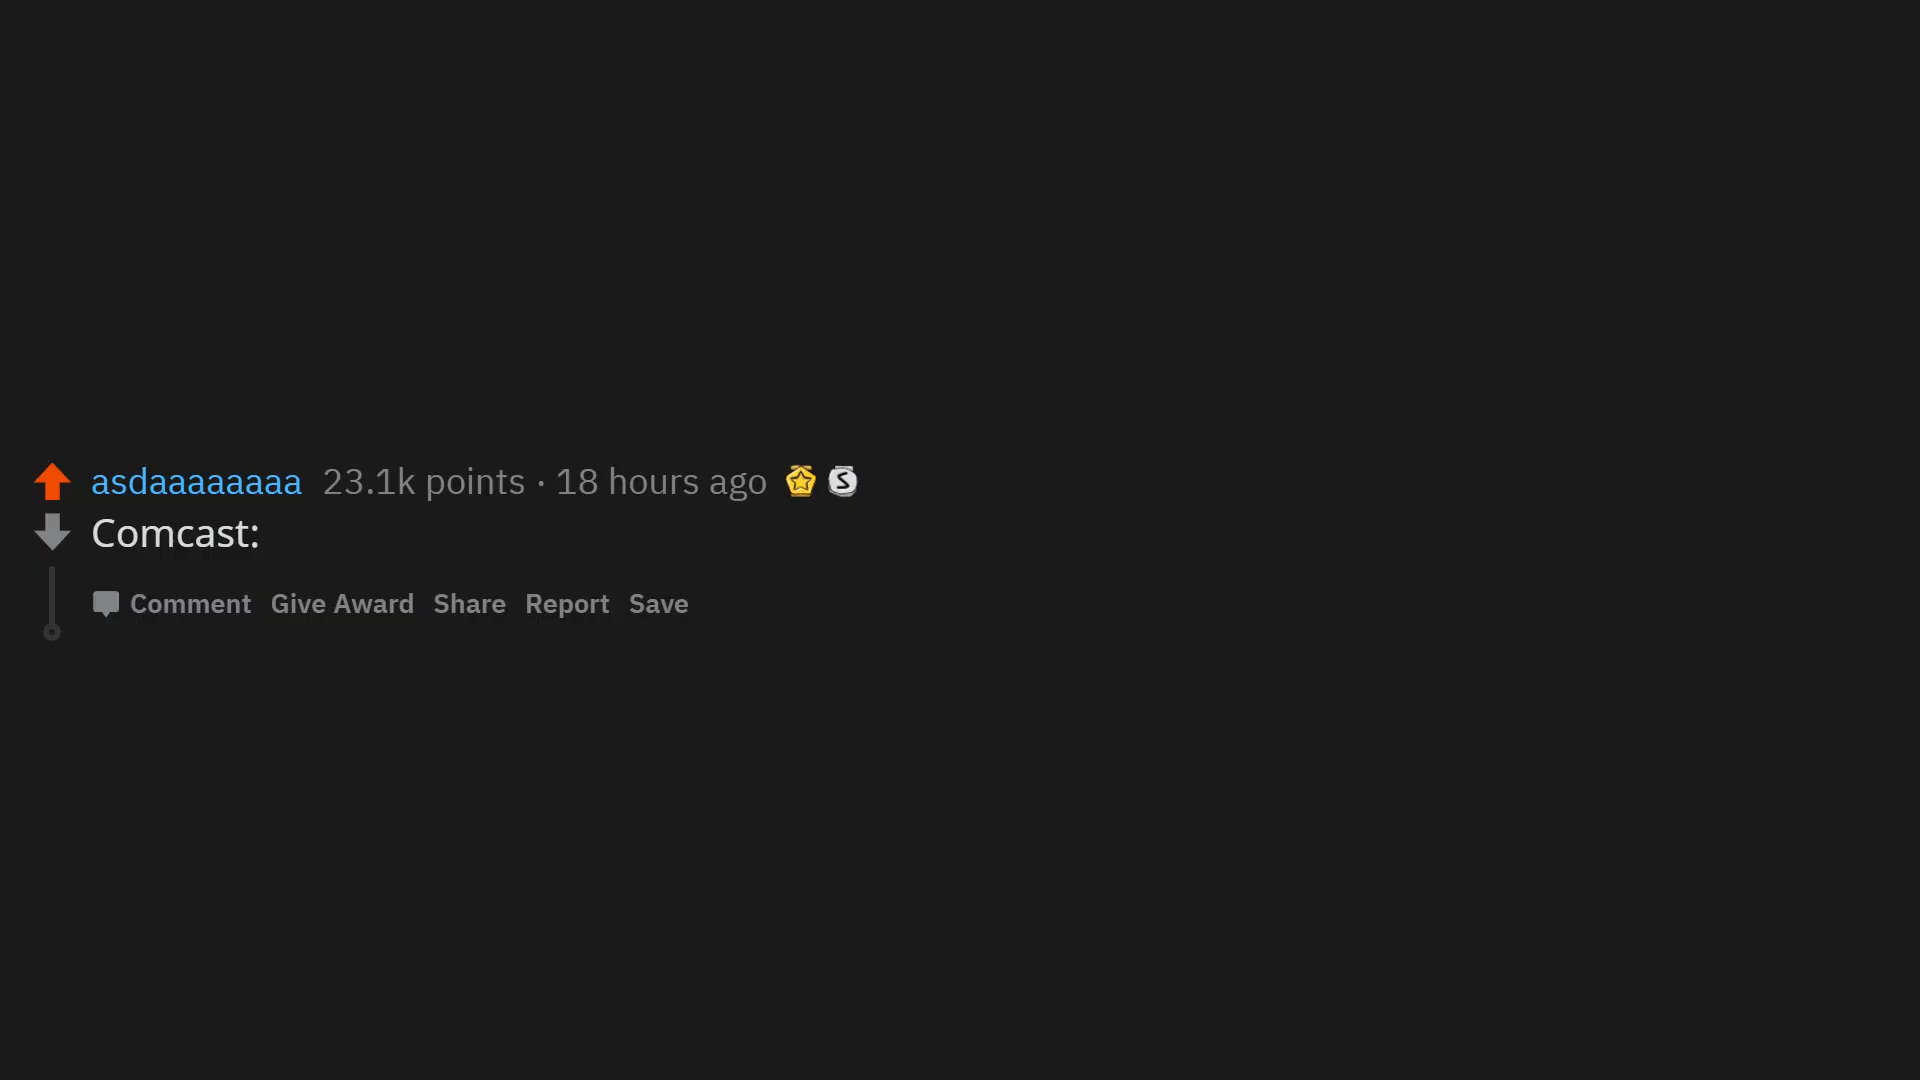 asdaaaaaaaa 23.1k points · 18 hours ago
Comcast:
Comment Give Award Share Report Save